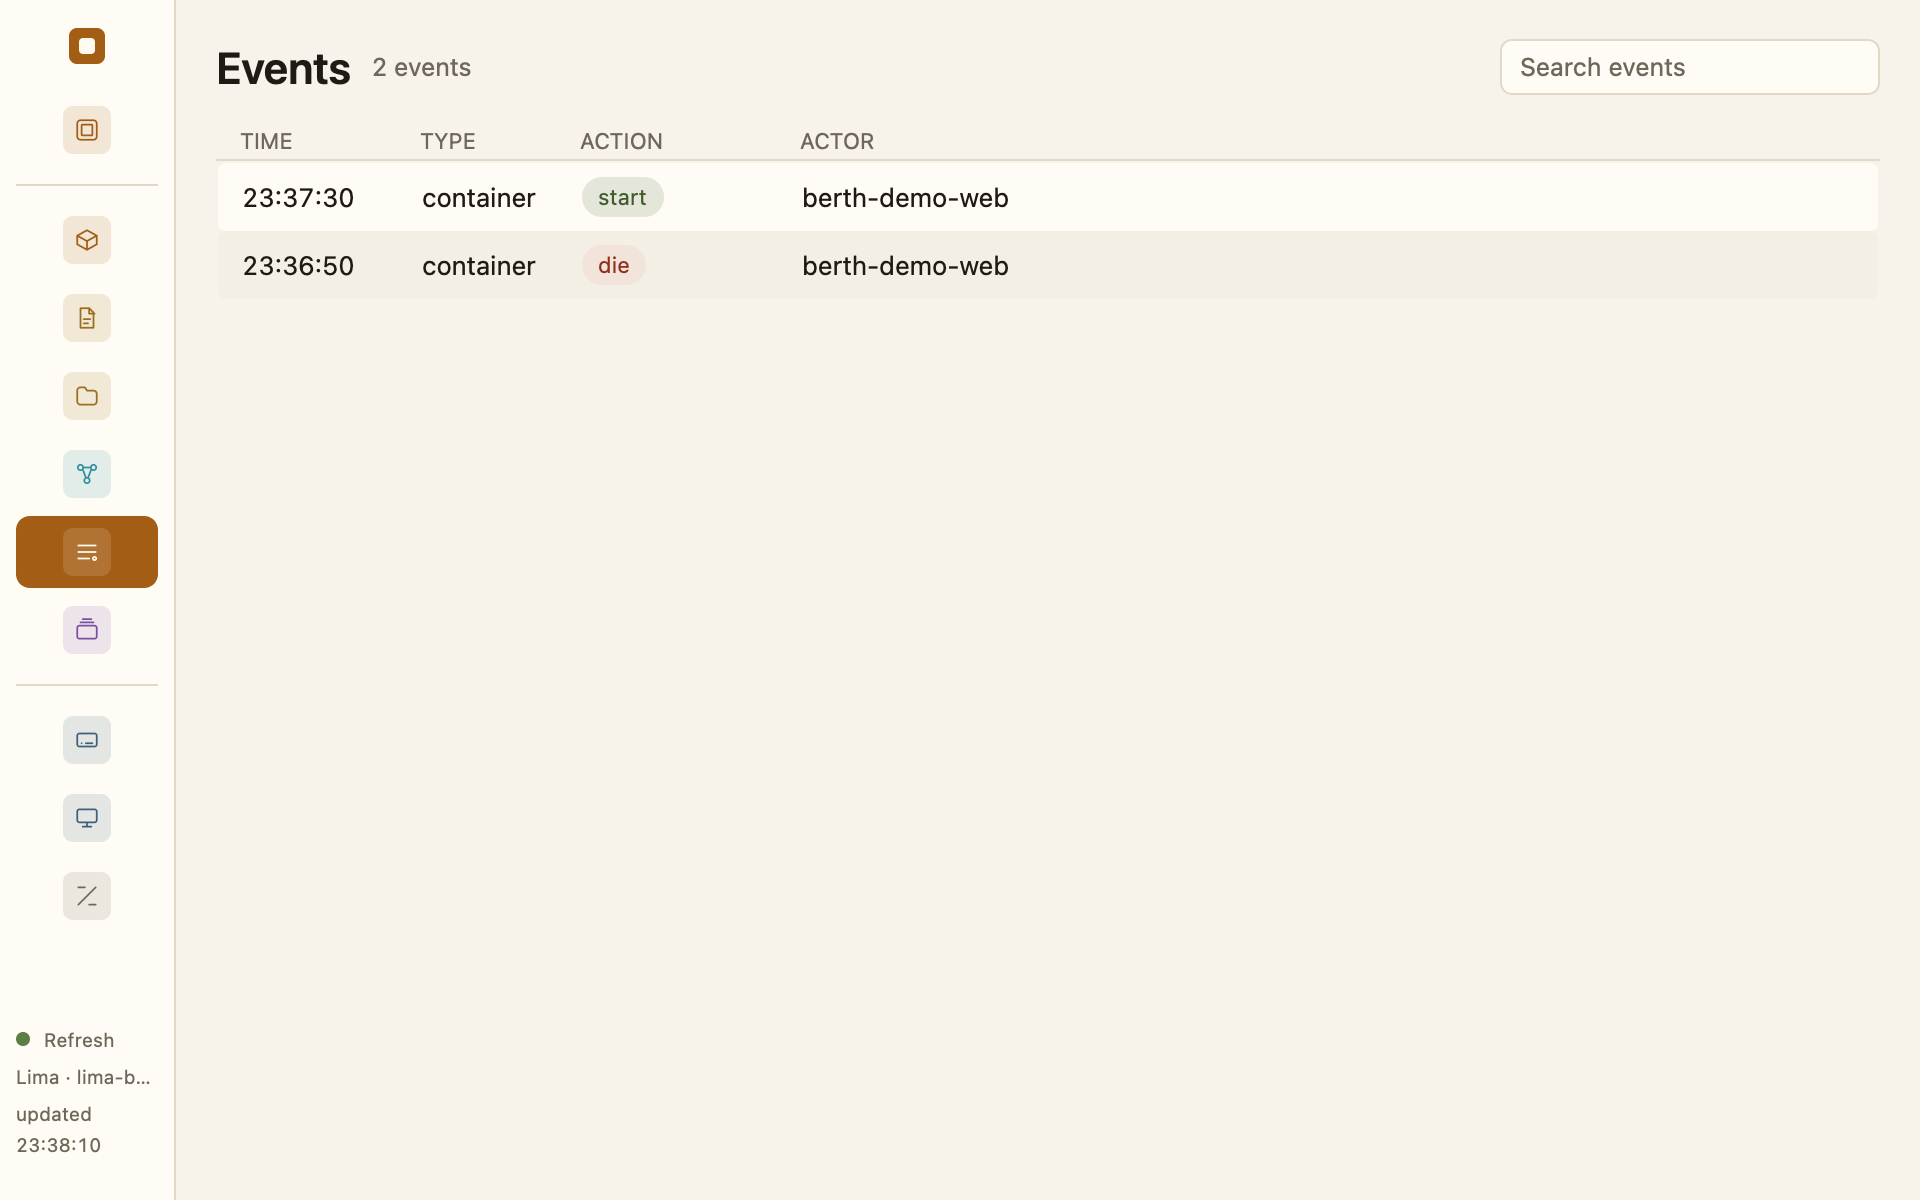 Events 2 events
Search events
TIME TYPE ACTION ACTOR
23:37:30 container start berth-demo-web
23:36:50 container die berth-demo-web
Refresh
Lima · lima-b...
updated
23:38:10